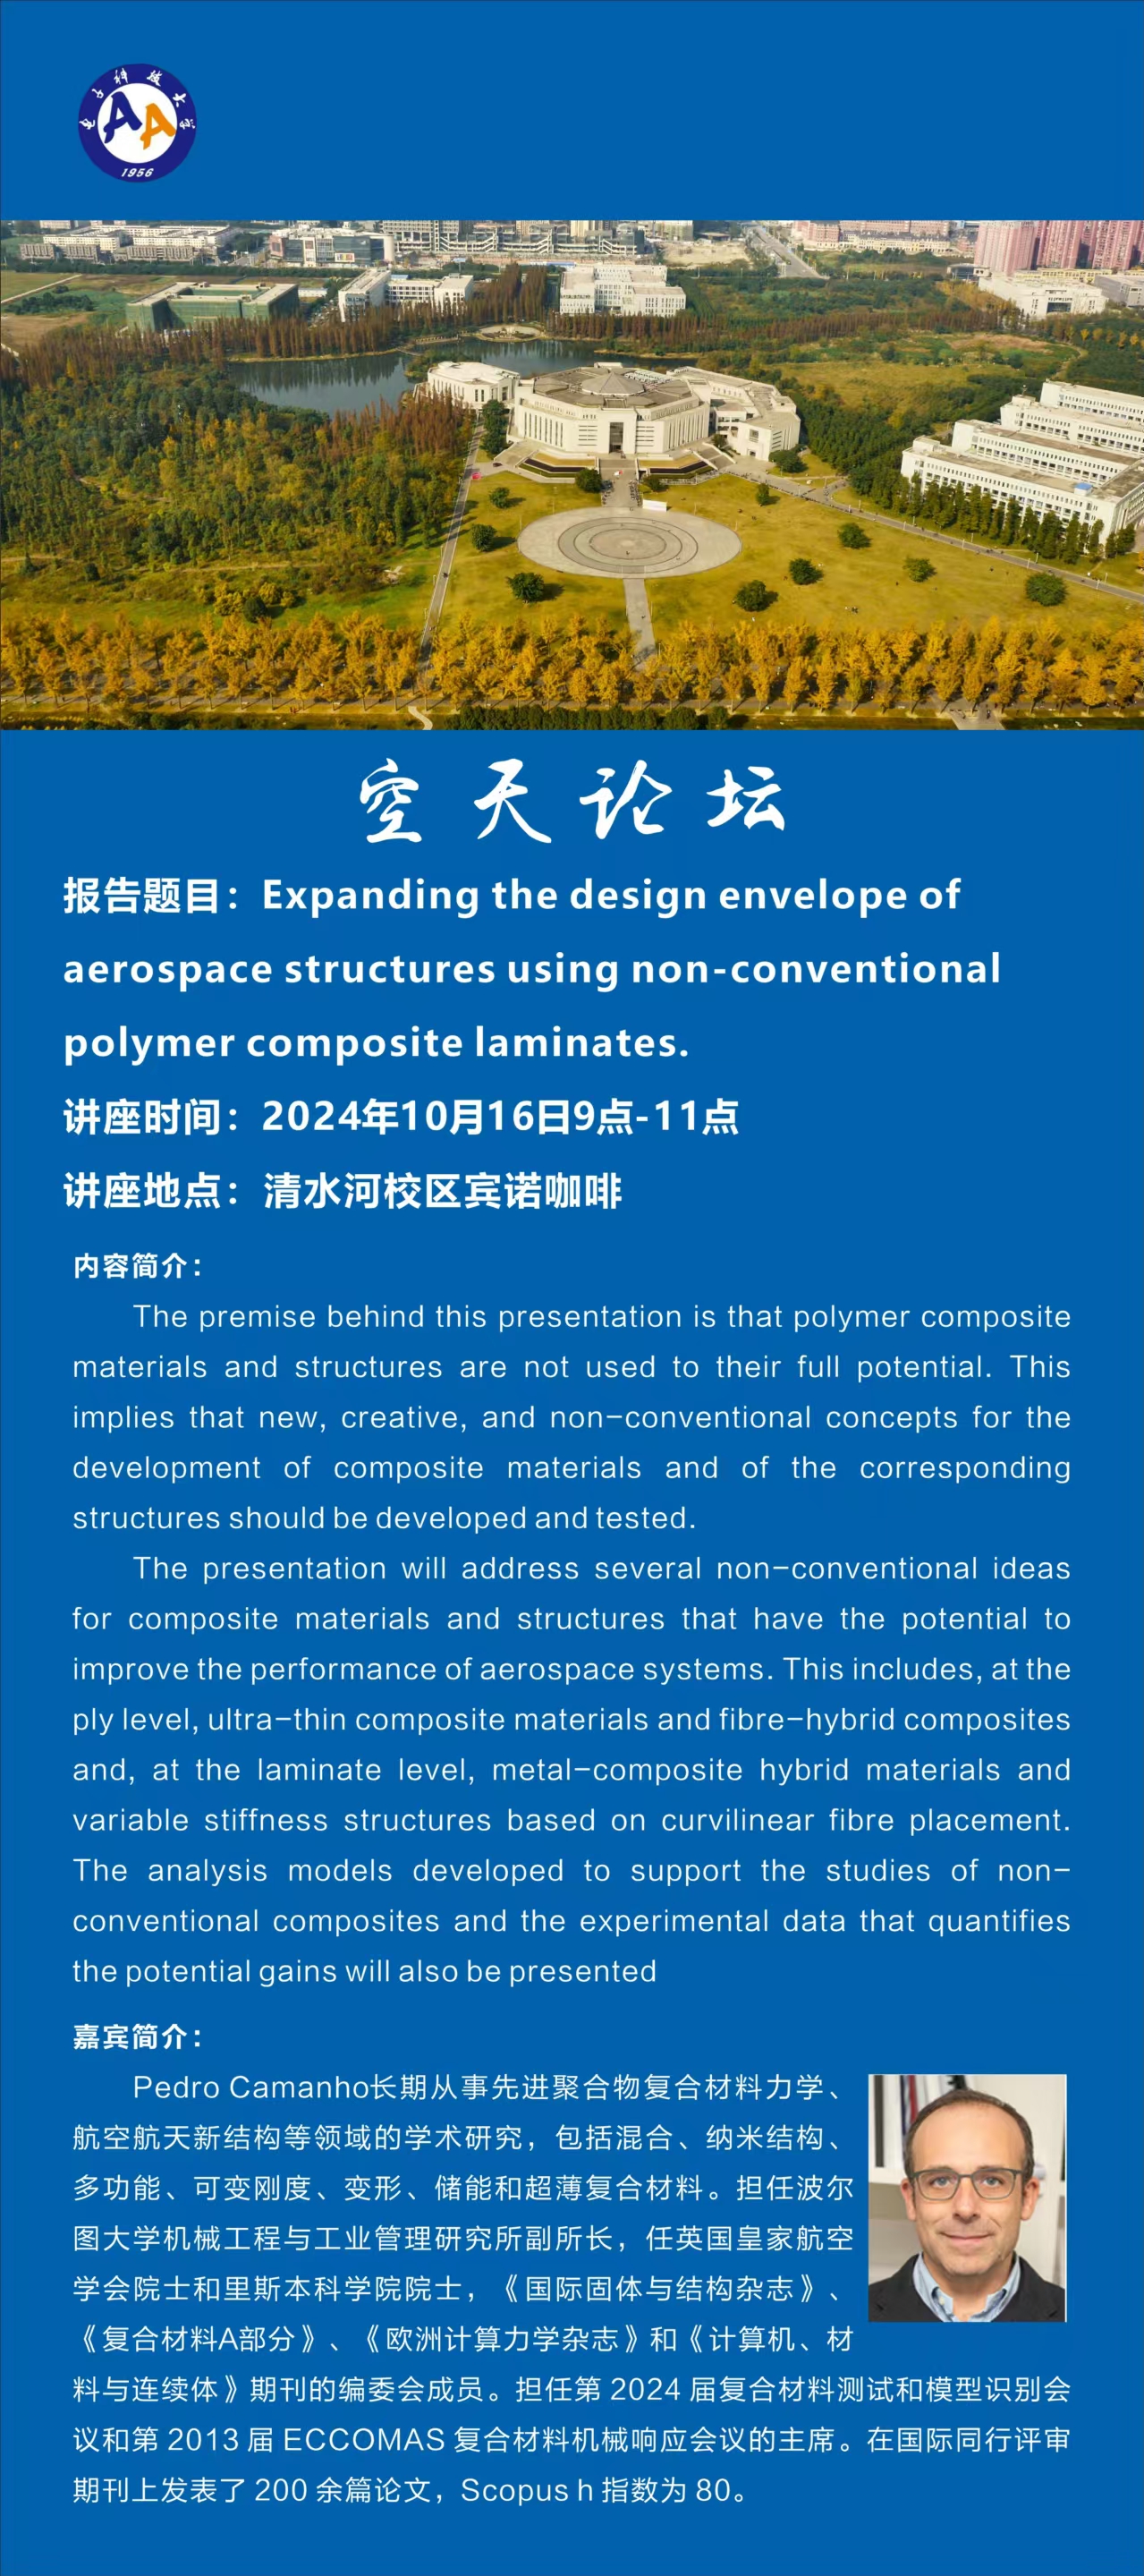 电子科技大学
AA
1956
空天论坛
报告题目：Expanding the design envelope of
aerospace structures using non-conventional
polymer composite laminates.
讲座时间：2024年10月16日9点-11点
讲座地点：清水河校区宾诺咖啡
内容简介：
The premise behind this presentation is that polymer composite
materials and structures are not used to their full potential. This
implies that new, creative, and non-conventional concepts for the
development of composite materials and of the corresponding
structures should be developed and tested.
The presentation will address several non-conventional ideas
for composite materials and structures that have the potential to
improve the performance of aerospace systems. This includes, at the
ply level, ultra-thin composite materials and fibre-hybrid composites
and, at the laminate level, metal-composite hybrid materials and
variable stiffness structures based on curvilinear fibre placement.
The analysis models developed to support the studies of non-
conventional composites and the experimental data that quantifies
the potential gains will also be presented
嘉宾简介：
Pedro Camanho长期从事先进聚合物复合材料力学、
航空航天新结构等领域的学术研究，包括混合、纳米结构、
多功能、可变刚度、变形、储能和超薄复合材料。担任波尔
图大学机械工程与工业管理研究所副所长，任英国皇家航空
学会院士和里斯本科学院院士，《国际固体与结构杂志》、
《复合材料A部分》、《欧洲计算力学杂志》和《计算机、材
料与连续体》期刊的编委会成员。担任第 2024 届复合材料测试和模型识别会
议和第 2013 届 ECCOMAS 复合材料机械响应会议的主席。在国际同行评审
期刊上发表了 200 余篇论文，Scopus h 指数为 80。